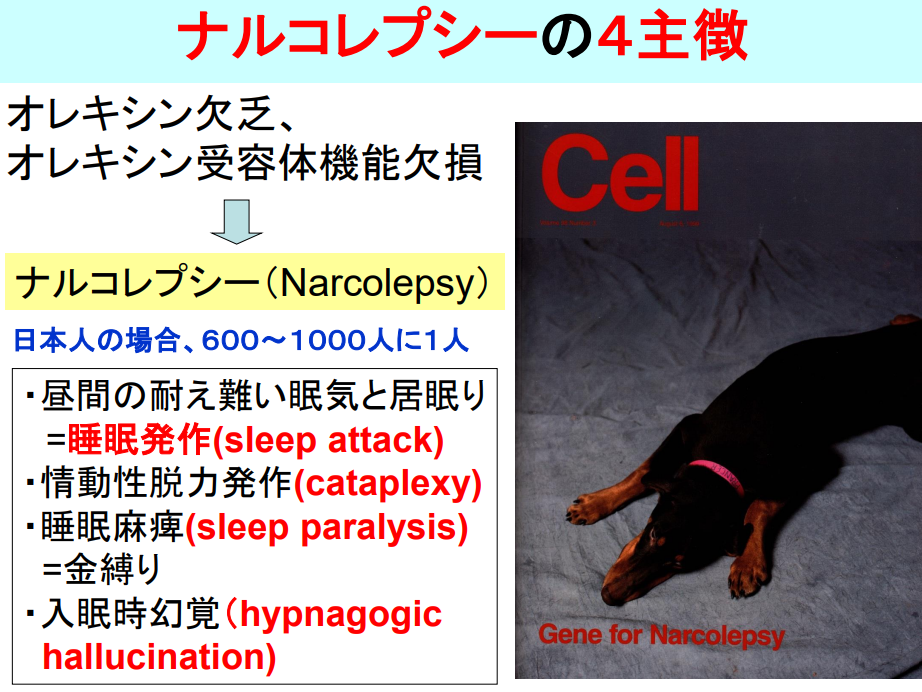 ナルコレプシーの４主徴
オレキシン欠乏、
オレキシン受容体機能欠損
ナルコレプシー（Narcolepsy）
日本人の場合、６００～１０００人に１人
・昼間の耐え難い眠気と居眠り
=睡眠発作(sleep attack)
・情動性脱力発作(cataplexy)
・睡眠麻痺(sleep paralysis)
=金縛り
・入眠時幻覚（hypnagogic
hallucination)
Cell
Gene for Narcolepsy